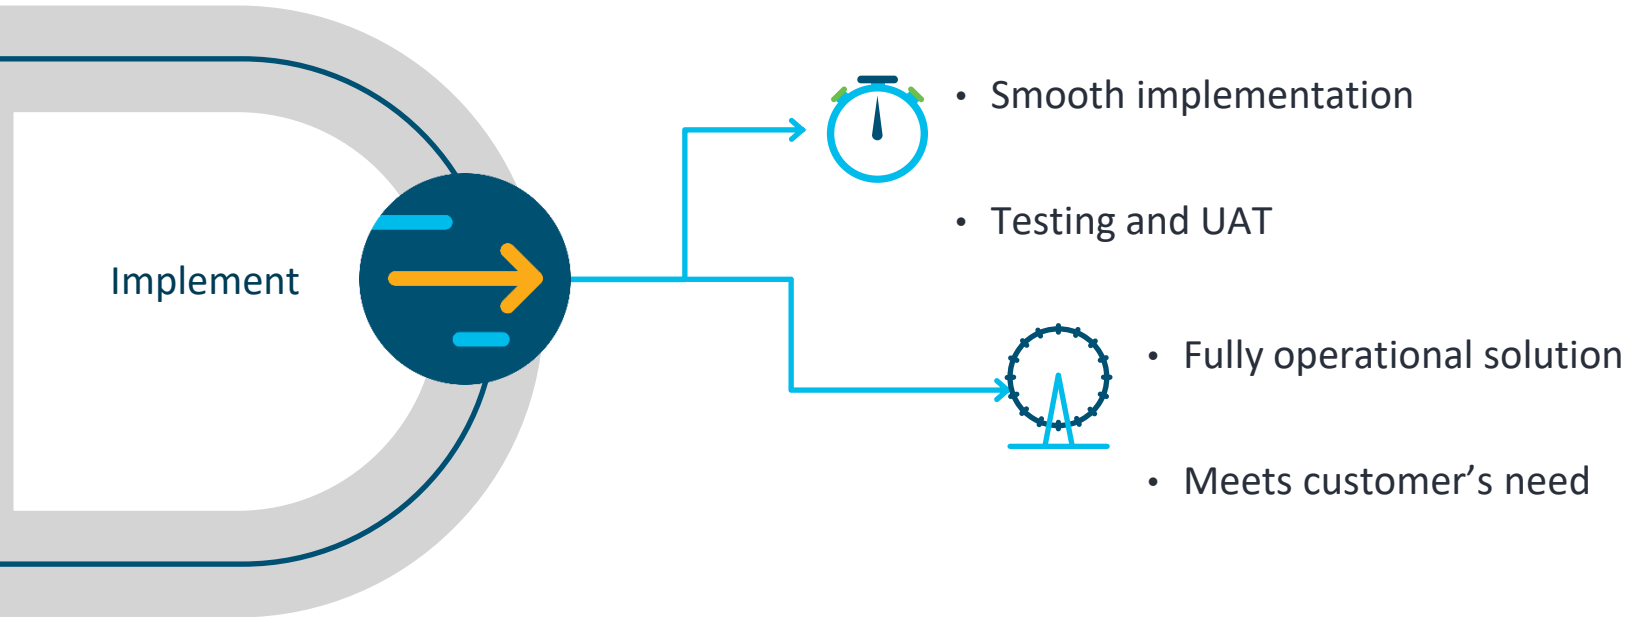 Implement
• Smooth implementation
• Testing and UAT
• Fully operational solution
• Meets customer’s need